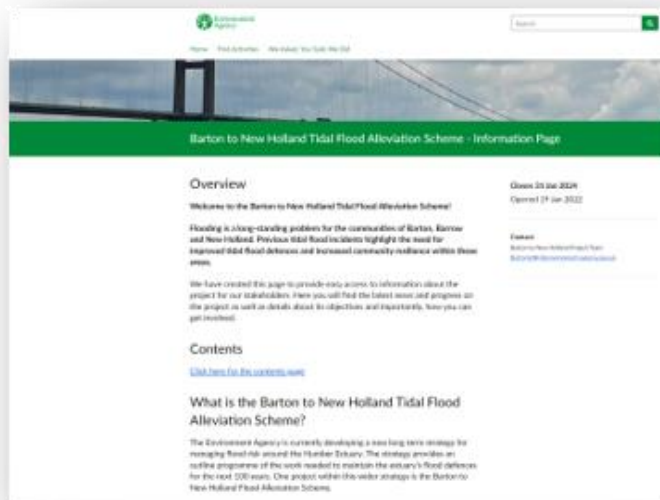 Environment
Agency
Search
Home Find Activities We Asked, You Said, We Did
Barton to New Holland Tidal Flood Alleviation Scheme - Information Page
Overview
Welcome to the Barton to New Holland Tidal Flood Alleviation Scheme!
Flooding is a long-standing problem for the communities of Barton, Barrow
and New Holland. Previous tidal flood incidents highlight the need for
improved tidal flood defences and increased community resilience within these
areas.
We have created this page to provide easy access to information about the
project for our stakeholders. Here you will find the latest news and progress on
the project as well as details about its objectives and importantly, how you can
get involved.
Contents
Click here for the contents page
What is the Barton to New Holland Tidal Flood
Alleviation Scheme?
The Environment Agency is currently developing a new long term strategy for
managing flood risk around the Humber Estuary. The strategy provides an
outline programme of the work needed to maintain the estuary's flood defences
for the next 100 years. One project within this wider strategy is the Barton to
New Holland Flood Alleviation Scheme.
Closes 31 Jan 2024
Opened 19 Jan 2022
Contact
Barton to New Holland Project Team